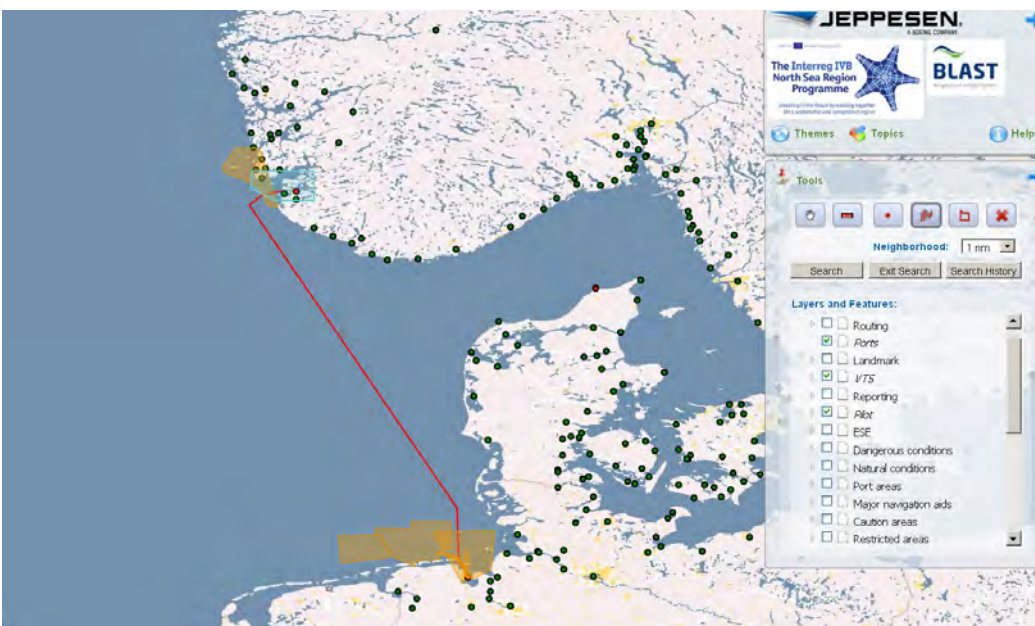 JEPPESEN.
A BOEING COMPANY
The Interreg IVB
North Sea Region
Programme
BLAST
Themes
Topics
Help
Tools
Neighborhood:
1 nm
Search
Exit Search
Search History
Layers and Features:
Routing
Ports
Landmark
VTS
Reporting
Pilot
ESE
Dangerous conditions
Natural conditions
Port areas
Major navigation aids
Caution areas
Restricted areas